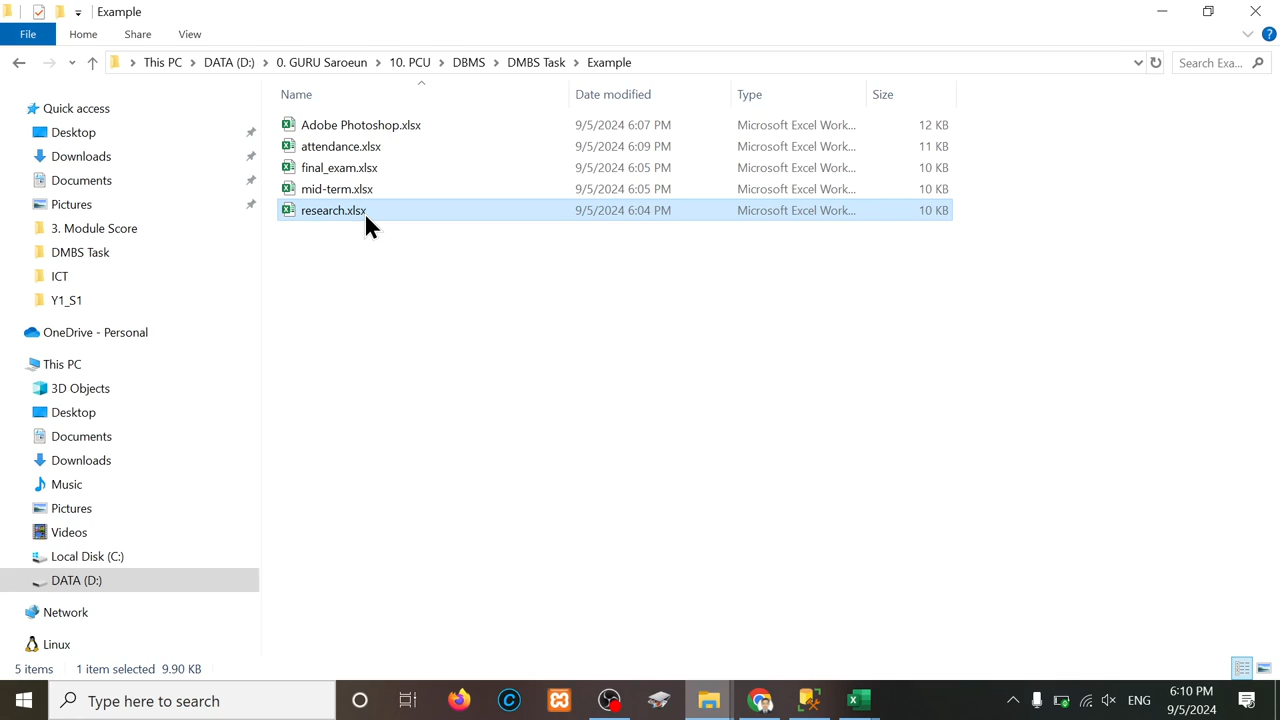 Example
File
Home
Share
View
This PC
DATA (D:)
0. GURU Saroeun
10. PCU
DBMS
DMBS Task
Example
Search Exa...
Name
Date modified
Type
Size
Quick access
Desktop
Downloads
Documents
Pictures
3. Module Score
DMBS Task
ICT
Y1_S1
OneDrive - Personal
This PC
3D Objects
Desktop
Documents
Downloads
Music
Pictures
Videos
Local Disk (C:)
DATA (D:)
Network
Linux
Adobe Photoshop.xlsx 9/5/2024 6:07 PM Microsoft Excel Work... 12 KB
attendance.xlsx 9/5/2024 6:09 PM Microsoft Excel Work... 11 KB
final_exam.xlsx 9/5/2024 6:05 PM Microsoft Excel Work... 10 KB
mid-term.xlsx 9/5/2024 6:05 PM Microsoft Excel Work... 10 KB
research.xlsx 9/5/2024 6:04 PM Microsoft Excel Work... 10 KB
5 items 1 item selected 9.90 KB
Type here to search
ENG
6:10 PM
9/5/2024